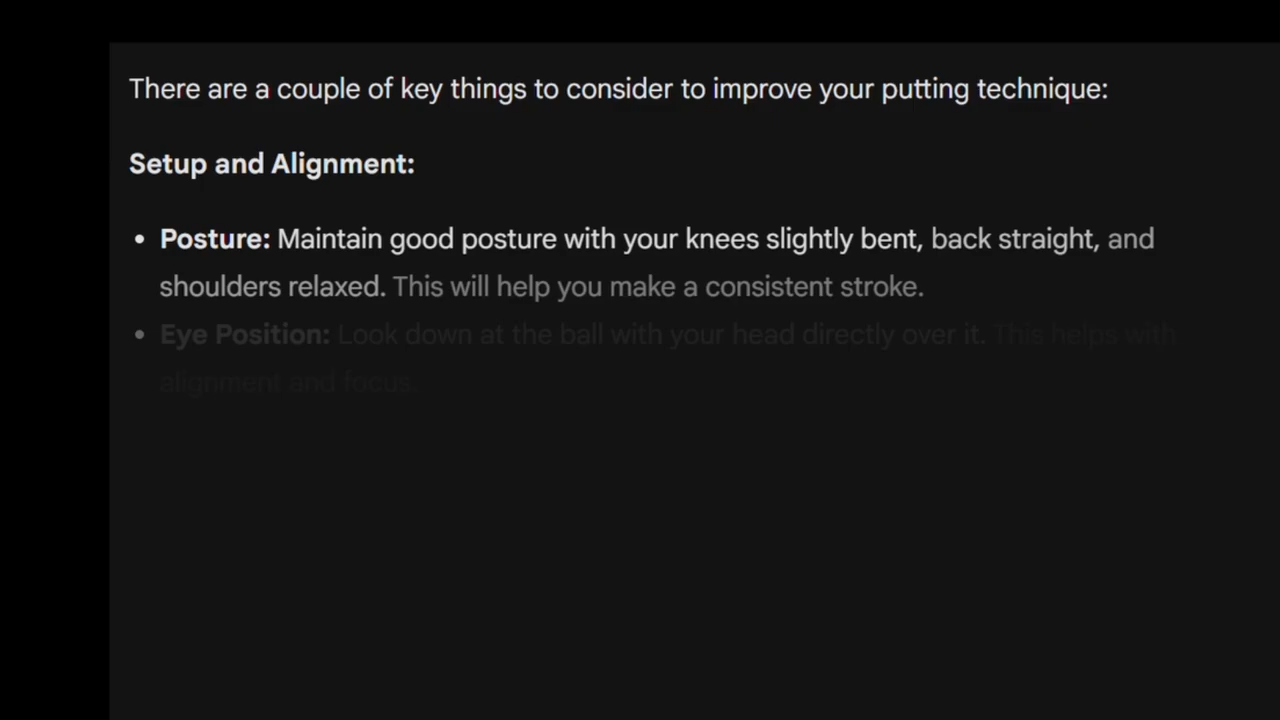 There are a couple of key things to consider to improve your putting technique:
Setup and Alignment:
• Posture: Maintain good posture with your knees slightly bent, back straight, and
shoulders relaxed. This will help you make a consistent stroke.
• Eye Position: Look down at the ball with your head directly over it. This helps with
alignment and focus.